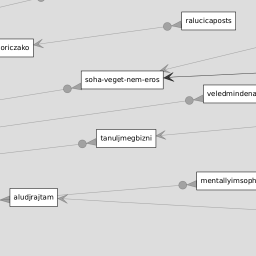 ralucicaposts
oriczako
soha-veget-nem-eros
veledmindena
tanuljmegbizni
mentallyimsoph
aludjrajtam